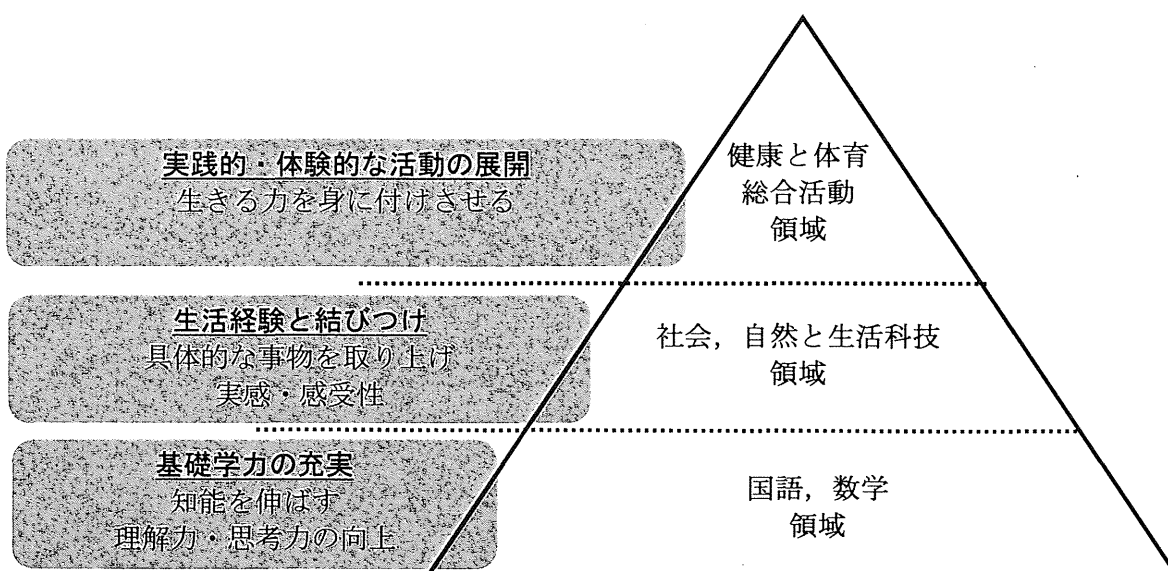 実践的・体験的な活動の展開
生きる力を身に付けさせる
健康と体育
総合活動
領域
生活経験と結びつけ
具体的な事物を取り上げ
実感・感受性
社会，自然と生活科技
領域
基礎学力の充実
知能を伸ばす
理解力・思考力の向上
国語，数学
領域